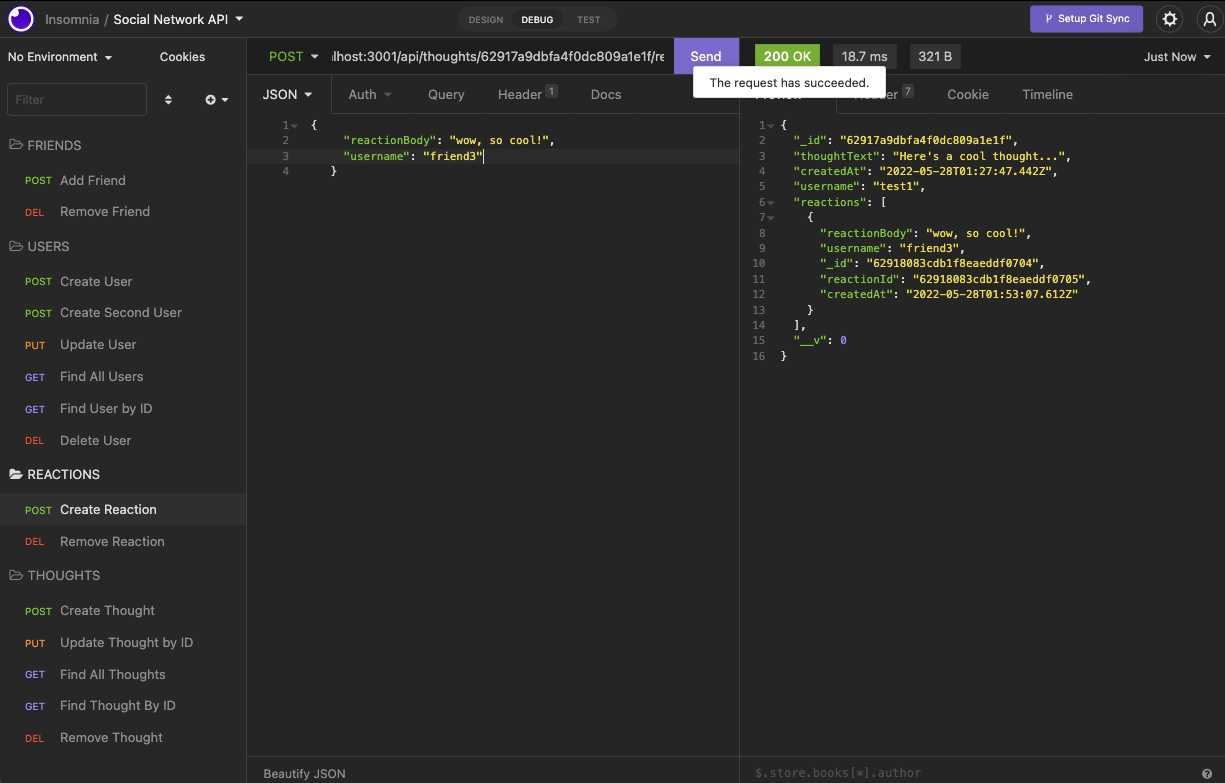 Insomnia / Social Network API
DESIGN DEBUG TEST
Setup Git Sync
No Environment Cookies
Filter
FRIENDS
POST Add Friend
DEL Remove Friend
USERS
POST Create User
POST Create Second User
PUT Update User
GET Find All Users
GET Find User by ID
DEL Delete User
REACTIONS
POST Create Reaction
DEL Remove Reaction
THOUGHTS
POST Create Thought
PUT Update Thought by ID
GET Find All Thoughts
GET Find Thought By ID
DEL Remove Thought
POST lhost:3001/api/thoughts/62917a9dbfa4f0dc809a1e1f/re Send
JSON Auth Query Header 1 Docs
1 {
2 "reactionBody": "wow, so cool!",
3 "username": "friend3"
4 }
Beautify JSON
200 OK 18.7 ms 321 B Just Now
The request has succeeded.
7 Cookie Timeline
1 {
2 "_id": "62917a9dbfa4f0dc809a1e1f",
3 "thoughtText": "Here's a cool thought...",
4 "createdAt": "2022-05-28T01:27:47.442Z",
5 "username": "test1",
6 "reactions": [
7 {
8 "reactionBody": "wow, so cool!",
9 "username": "friend3",
10 "_id": "62918083cdb1f8eaeddf0704",
11 "reactionId": "62918083cdb1f8eaeddf0705",
12 "createdAt": "2022-05-28T01:53:07.612Z"
13 }
14 ],
15 "__v": 0
16 }
$.store.books[*].author